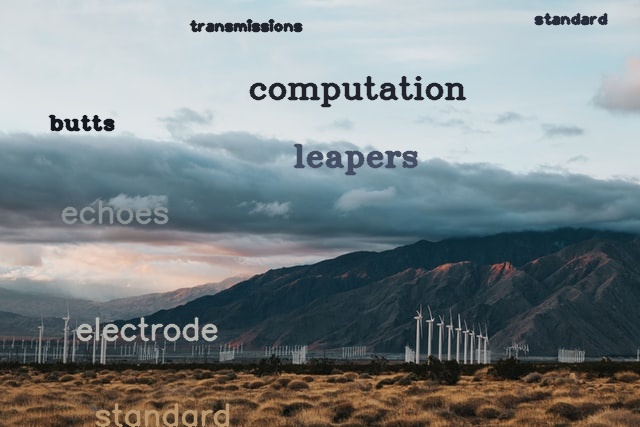 standard
transmissions
computation
butts
leapers
echoes
electrode
standard